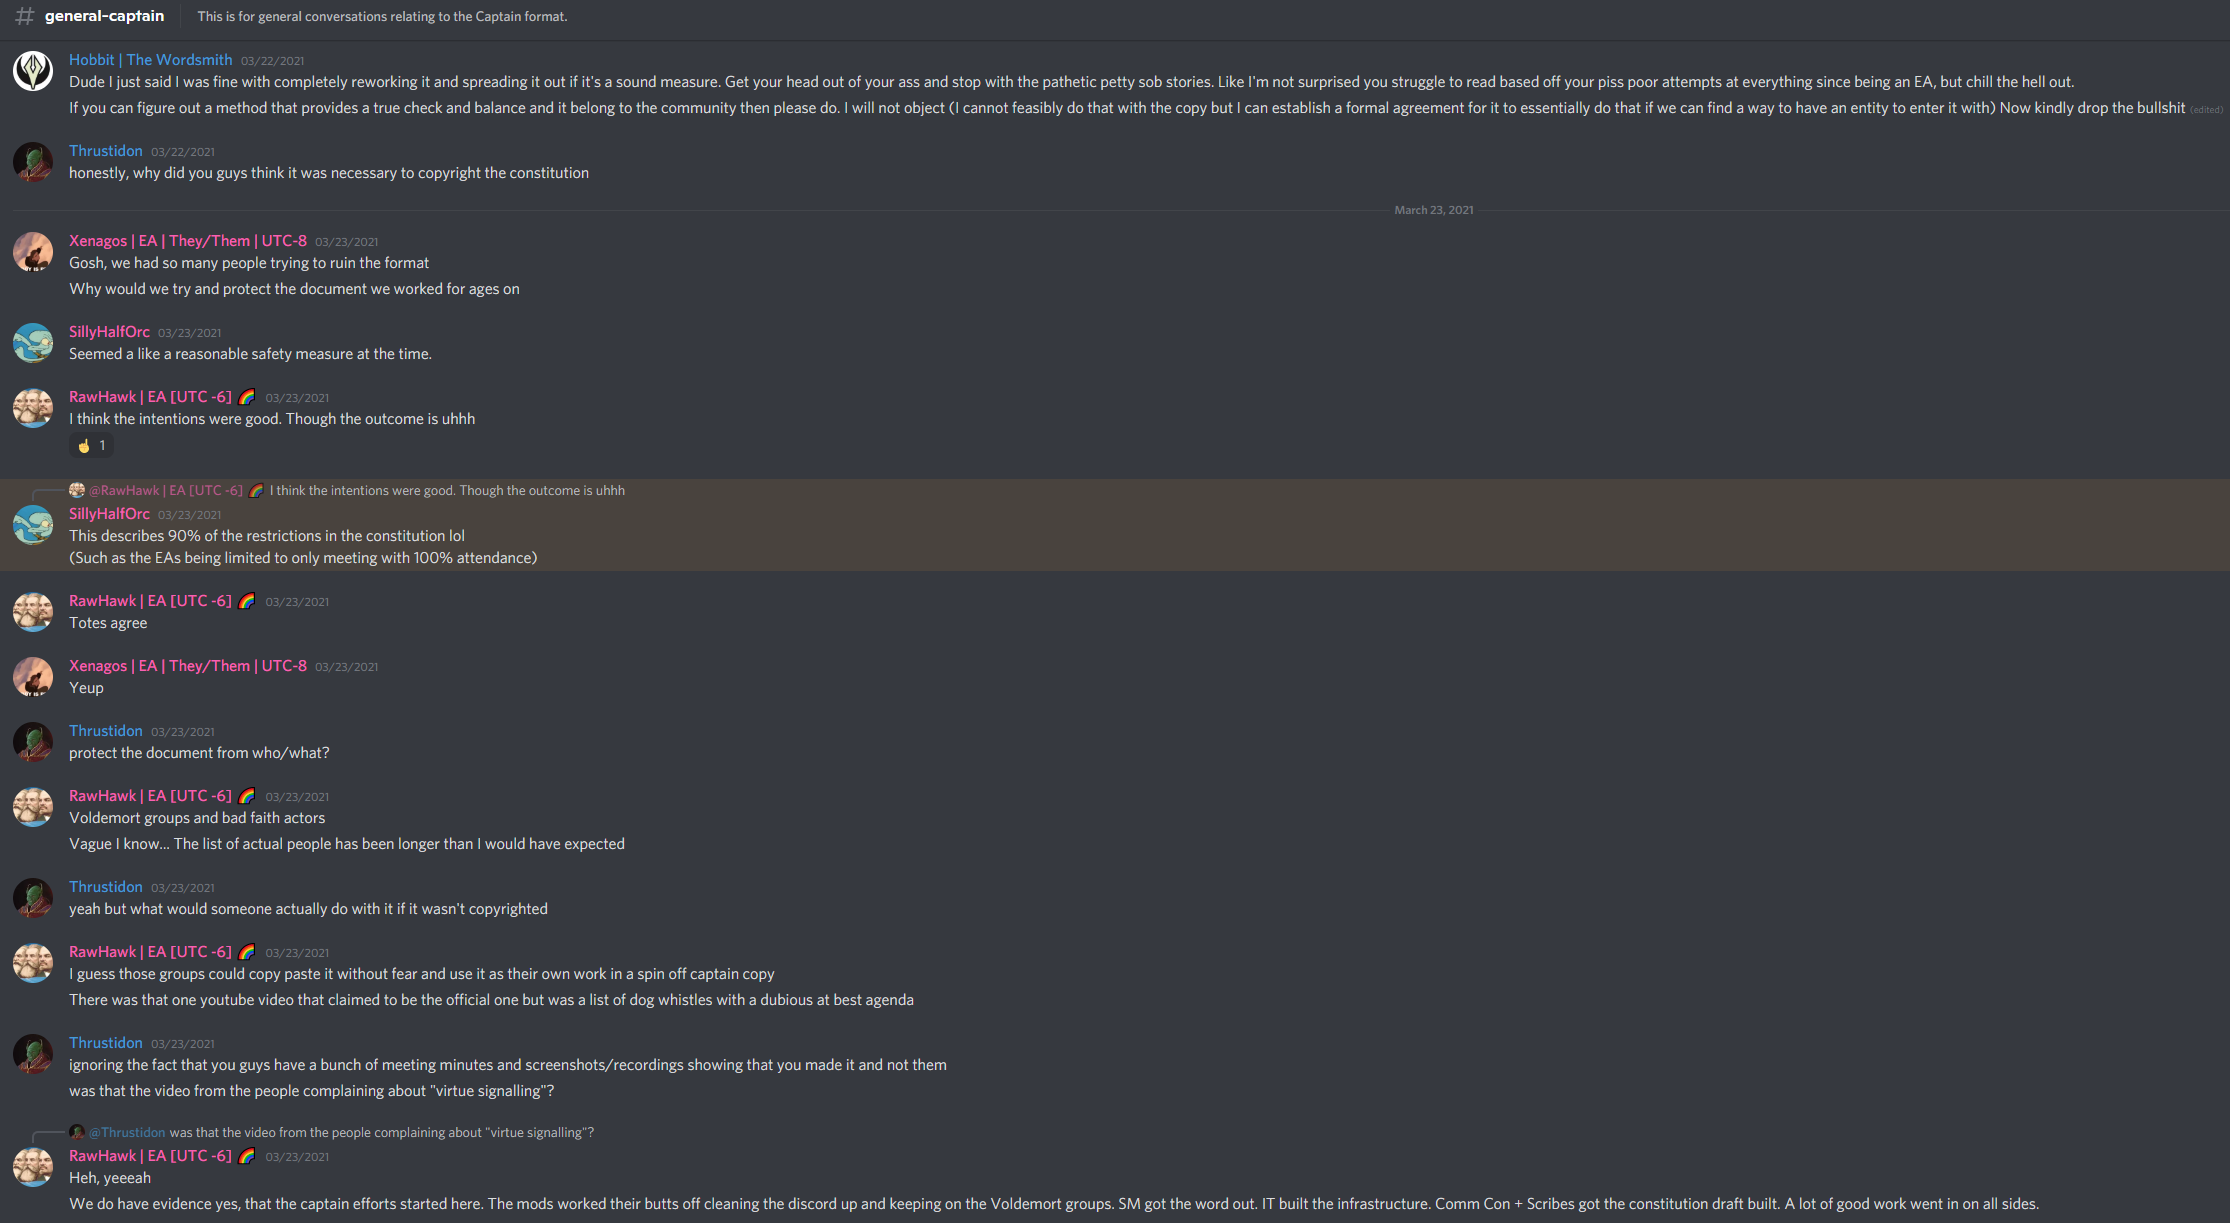 # general-captain This is for general conversations relating to the Captain format.
Hobbit | The Wordsmith 03/22/2021
Dude I just said I was fine with completely reworking it and spreading it out if it's a sound measure. Get your head out of your ass and stop with the pathetic petty sob stories. Like I'm not surprised you struggle to read based off your piss poor attempts at everything since being an EA, but chill the hell out.
If you can figure out a method that provides a true check and balance and it belong to the community then please do. I will not object (I cannot feasibly do that with the copy but I can establish a formal agreement for it to essentially do that if we can find a way to have an entity to enter it with) Now kindly drop the bullshit (edited)
Thrustidon 03/22/2021
honestly, why did you guys think it was necessary to copyright the constitution
March 23, 2021
Xenagos | EA | They/Them | UTC-8 03/23/2021
Gosh, we had so many people trying to ruin the format
Why would we try and protect the document we worked for ages on
SillyHalfOrc 03/23/2021
Seemed a like a reasonable safety measure at the time.
RawHawk | EA [UTC -6] 🌈 03/23/2021
I think the intentions were good. Though the outcome is uhhh
☝ 1
@RawHawk | EA [UTC -6] 🌈 I think the intentions were good. Though the outcome is uhhh
SillyHalfOrc 03/23/2021
This describes 90% of the restrictions in the constitution lol
(Such as the EAs being limited to only meeting with 100% attendance)
RawHawk | EA [UTC -6] 🌈 03/23/2021
Totes agree
Xenagos | EA | They/Them | UTC-8 03/23/2021
Yeup
Thrustidon 03/23/2021
protect the document from who/what?
RawHawk | EA [UTC -6] 🌈 03/23/2021
Voldemort groups and bad faith actors
Vague I know... The list of actual people has been longer than I would have expected
Thrustidon 03/23/2021
yeah but what would someone actually do with it if it wasn't copyrighted
RawHawk | EA [UTC -6] 🌈 03/23/2021
I guess those groups could copy paste it without fear and use it as their own work in a spin off captain copy
There was that one youtube video that claimed to be the official one but was a list of dog whistles with a dubious at best agenda
Thrustidon 03/23/2021
ignoring the fact that you guys have a bunch of meeting minutes and screenshots/recordings showing that you made it and not them
was that the video from the people complaining about "virtue signalling"?
@Thrustidon was that the video from the people complaining about "virtue signalling"?
RawHawk | EA [UTC -6] 🌈 03/23/2021
Heh, yeeeah
We do have evidence yes, that the captain efforts started here. The mods worked their butts off cleaning the discord up and keeping on the Voldemort groups. SM got the word out. IT built the infrastructure. Comm Con + Scribes got the constitution draft built. A lot of good work went in on all sides.